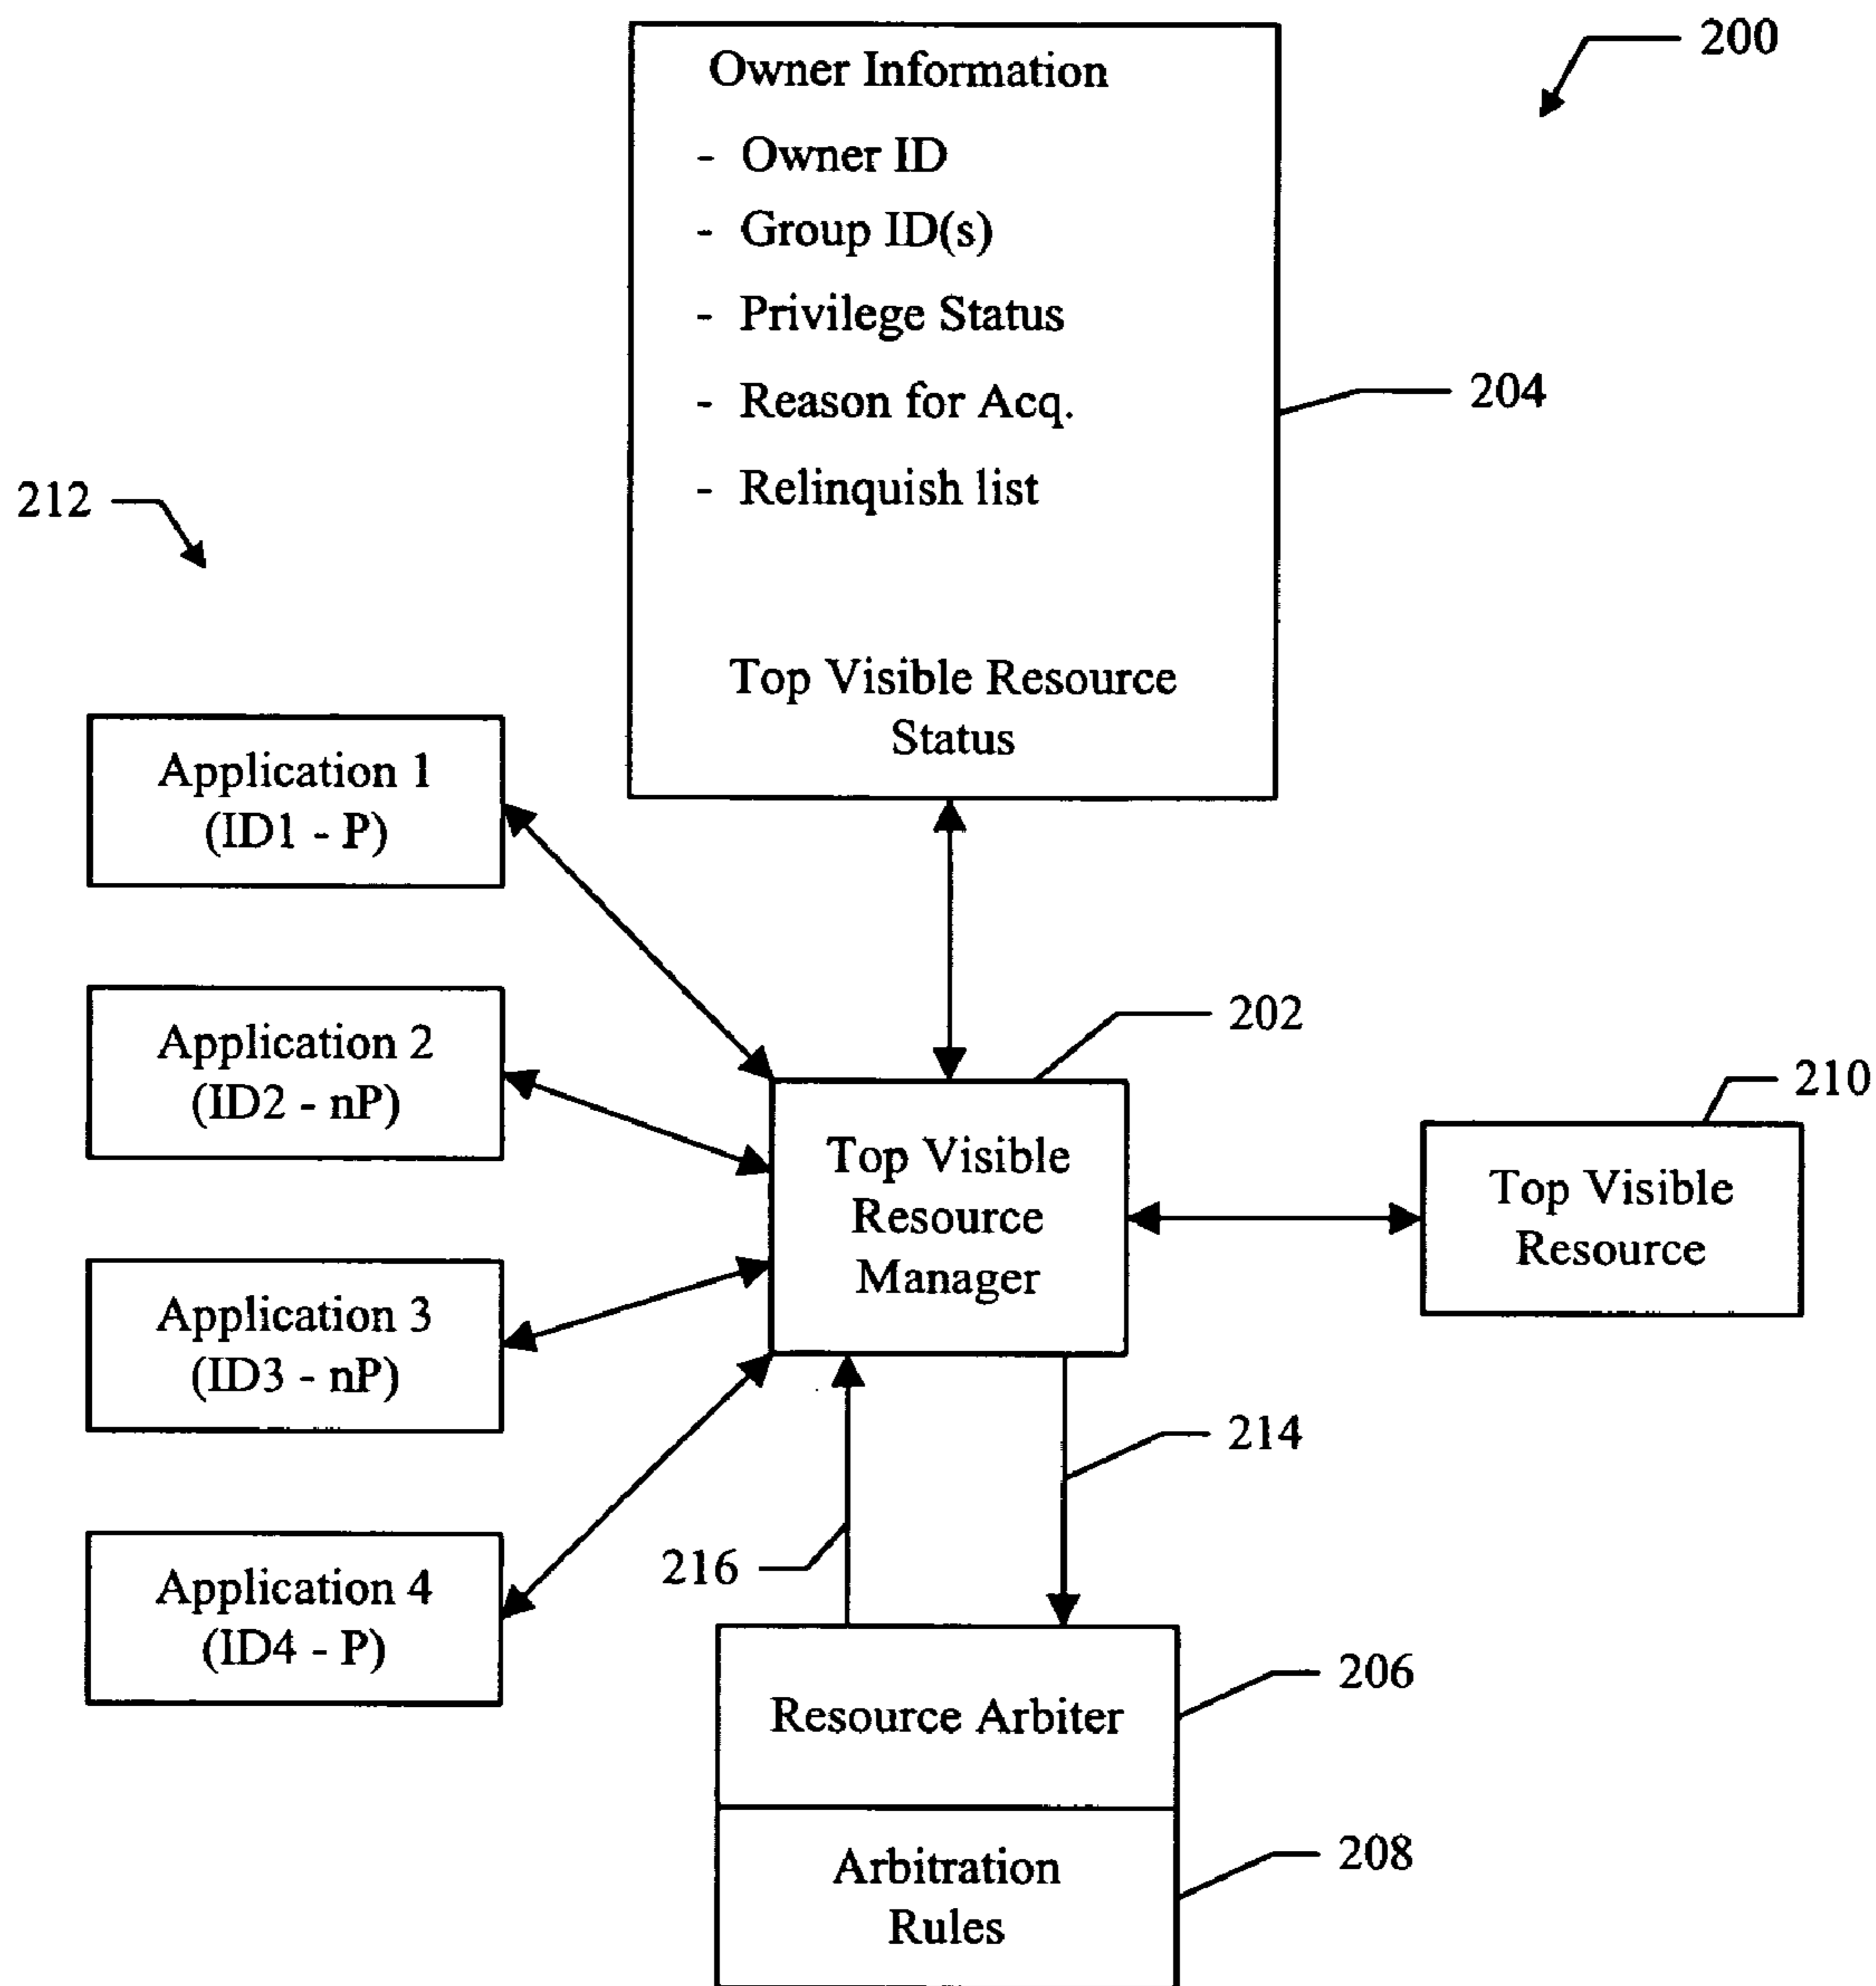 200
Owner Information
- Owner ID
- Group ID(s)
- Privilege Status
- Reason for Acq.
- Relinquish list
204
212
Top Visible Resource
Status
Application 1
(ID1 - P)
Application 2
(ID2 - nP)
202
210
Top Visible
Resource
Manager
Top Visible
Resource
Application 3
(ID3 - nP)
214
216
Application 4
(ID4 - P)
206
Resource Arbiter
208
Arbitration
Rules